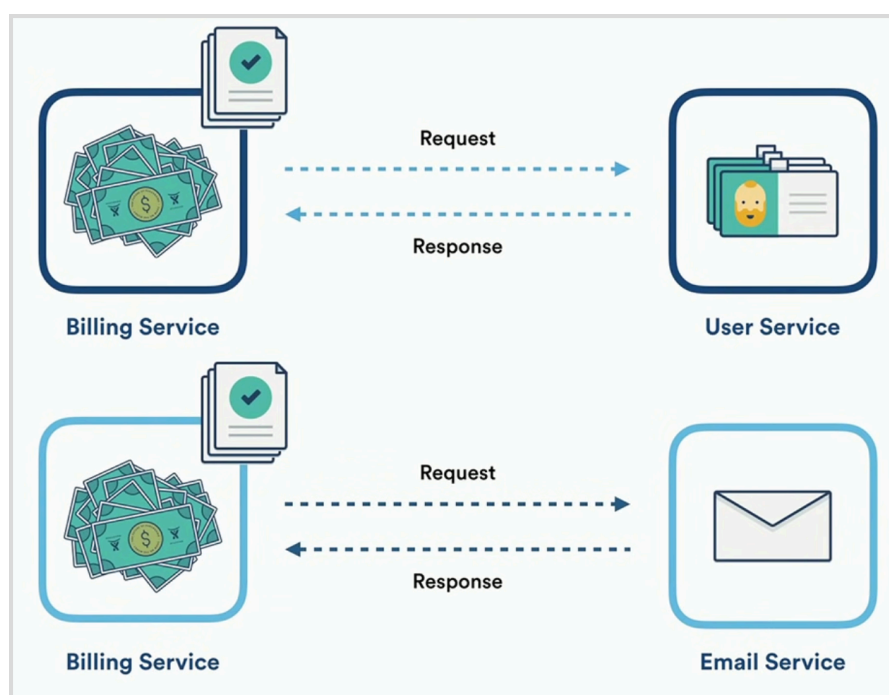 Request
Response
Billing Service
User Service
Request
Response
Billing Service
Email Service